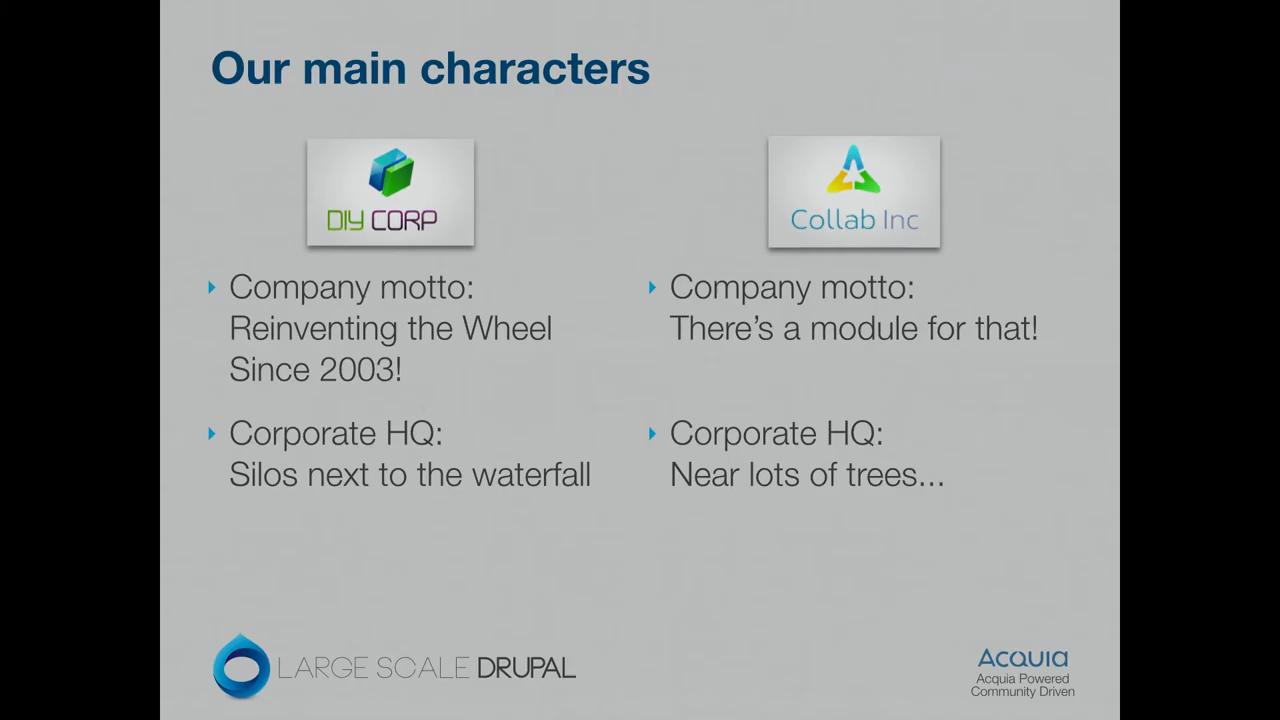 Our main characters
DIY CORP
Collab Inc
Company motto:
Reinventing the Wheel
Since 2003!
Corporate HQ:
Silos next to the waterfall
Company motto:
There's a module for that!
Corporate HQ:
Near lots of trees...
LARGE SCALE DRUPAL
Acquia
Acquia Powered
Community Driven